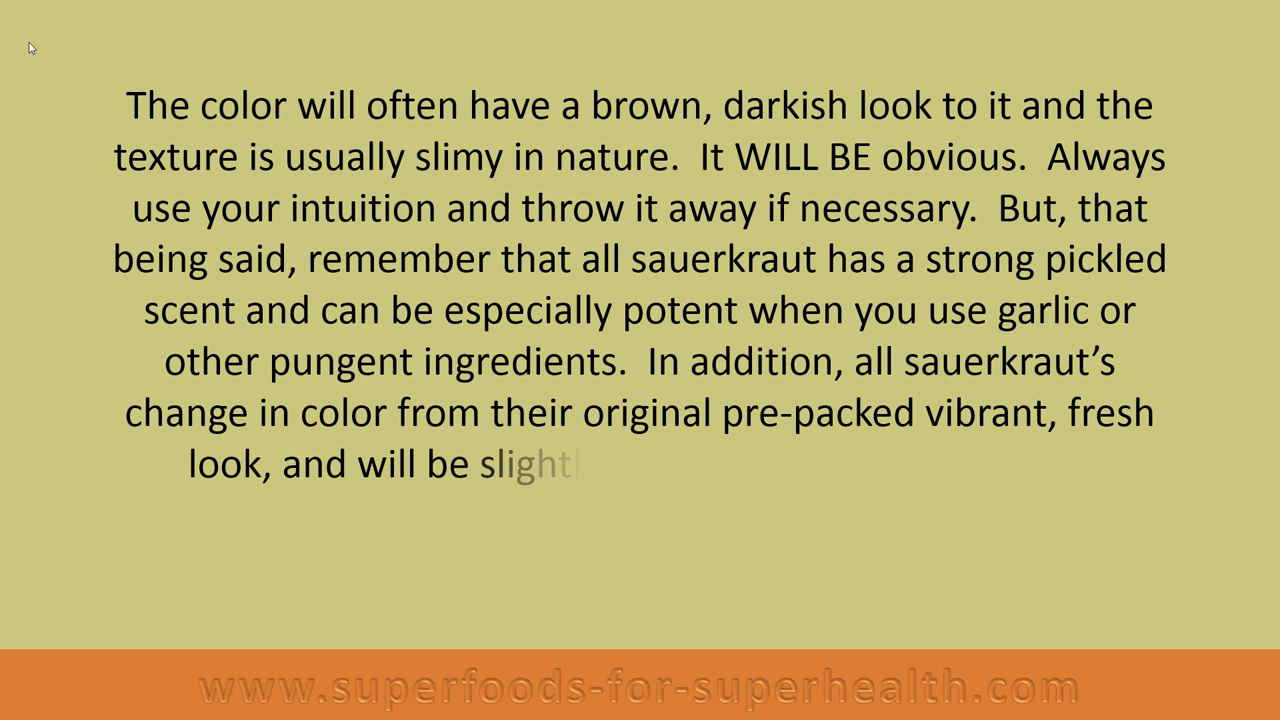 The color will often have a brown, darkish look to it and the
texture is usually slimy in nature.  It WILL BE obvious.  Always
use your intuition and throw it away if necessary.  But, that
being said, remember that all sauerkraut has a strong pickled
scent and can be especially potent when you use garlic or
other pungent ingredients.  In addition, all sauerkraut’s
change in color from their original pre-packed vibrant, fresh
look, and will be slightl
www.superfoods-for-superhealth.com